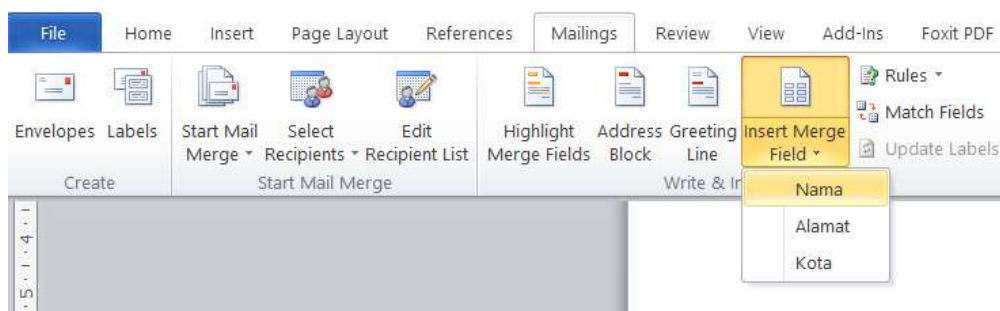 File Home Insert Page Layout References Mailings Review View Add-Ins Foxit PDF
Envelopes Labels Start Mail Merge Select Recipients Edit Recipient List Highlight Merge Fields Address Block Greeting Line Insert Merge Field Rules
Match Fields
Update Labels
Create Start Mail Merge Write &
Nama
Alamat
Kota
4 1 5